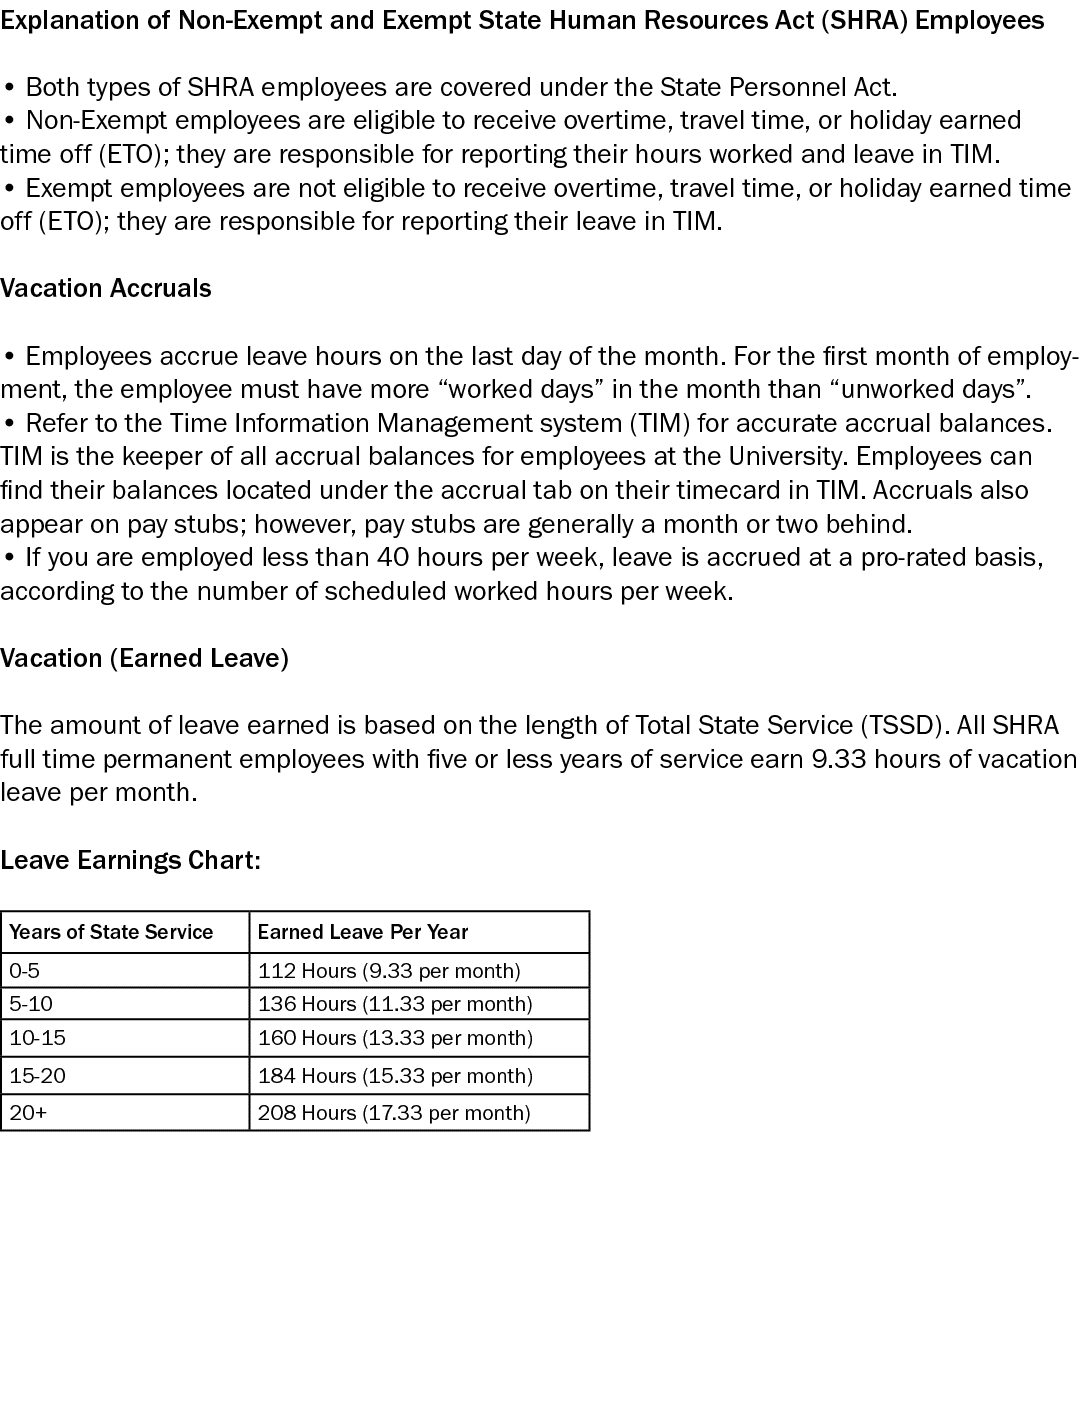 Explanation of Non-Exempt and Exempt State Human Resources Act (SHRA) Employees
• Both types of SHRA employees are covered under the State Personnel Act.
• Non-Exempt employees are eligible to receive overtime, travel time, or holiday earned
time off (ETO); they are responsible for reporting their hours worked and leave in TIM.
• Exempt employees are not eligible to receive overtime, travel time, or holiday earned time
off (ETO); they are responsible for reporting their leave in TIM.
Vacation Accruals
• Employees accrue leave hours on the last day of the month. For the first month of employ-
ment, the employee must have more “worked days” in the month than “unworked days”.
• Refer to the Time Information Management system (TIM) for accurate accrual balances.
TIM is the keeper of all accrual balances for employees at the University. Employees can
find their balances located under the accrual tab on their timecard in TIM. Accruals also
appear on pay stubs; however, pay stubs are generally a month or two behind.
• If you are employed less than 40 hours per week, leave is accrued at a pro-rated basis,
according to the number of scheduled worked hours per week.
Vacation (Earned Leave)
The amount of leave earned is based on the length of Total State Service (TSSD). All SHRA
full time permanent employees with five or less years of service earn 9.33 hours of vacation
leave per month.
Leave Earnings Chart:
Years of State Service Earned Leave Per Year
0-5 112 Hours (9.33 per month)
5-10 136 Hours (11.33 per month)
10-15 160 Hours (13.33 per month)
15-20 184 Hours (15.33 per month)
20+ 208 Hours (17.33 per month)